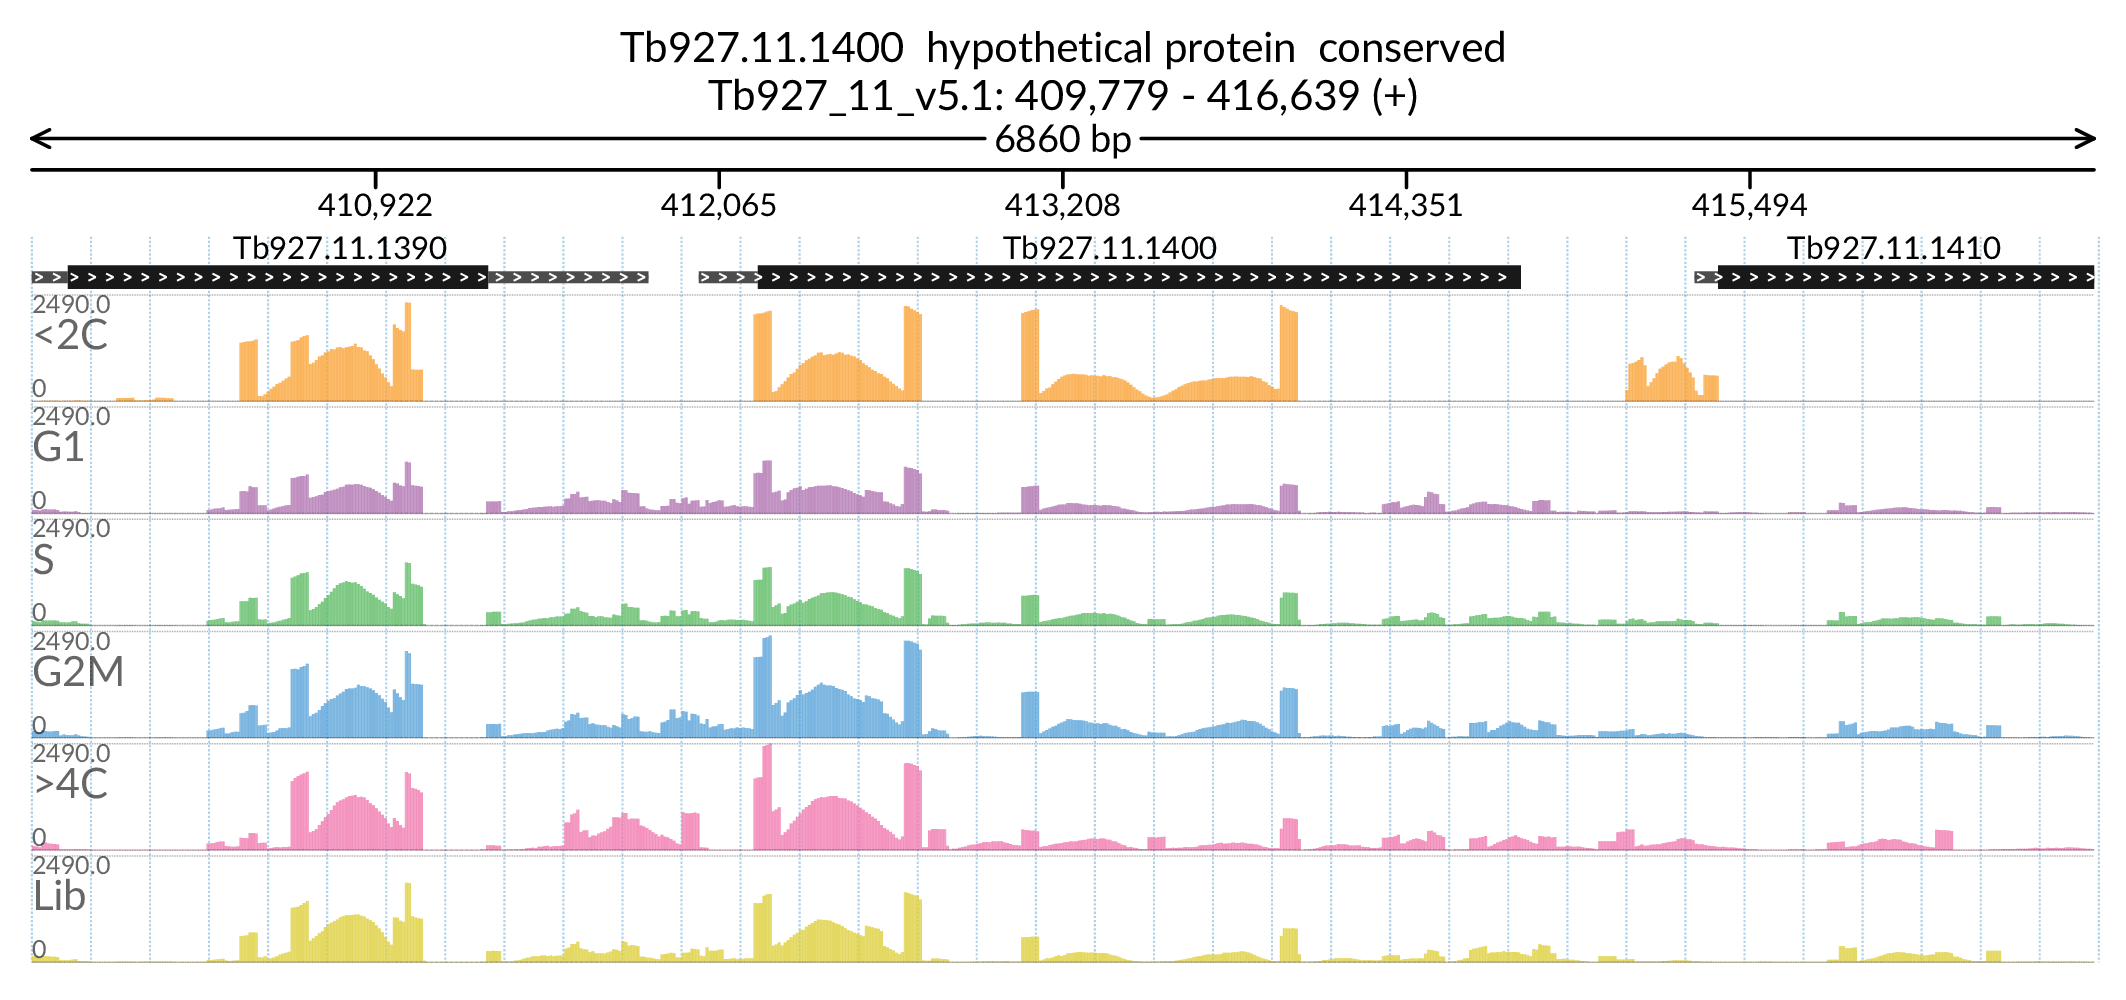 Tb927.11.1400 hypothetical protein conserved
Tb927_11_v5.1: 409,779 - 416,639 (+)
6860 bp
410,922 412,065 413,208 414,351 415,494
Tb927.11.1390 Tb927.11.1400 Tb927.11.1410
2490.0
<2C
0
2490.0
G1
0
2490.0
S
0
2490.0
G2M
0
2490.0
>4C
0
2490.0
Lib
0